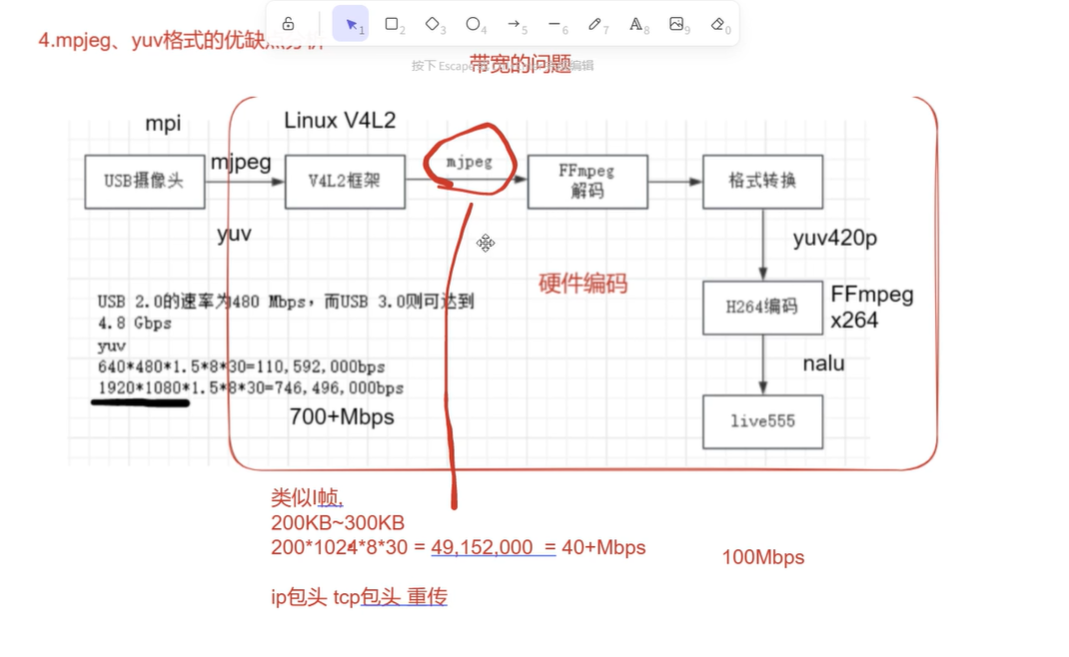 1
2
3
4
5
6
7
A 8
9
0
4.mpjeg、yuv格式的优缺点分析
按下 Escape
编辑
带宽的问题
mpi
Linux V4L2
USB摄像头
mjpeg
V4L2框架
mjpeg
FFmpeg
解码
格式转换
yuv
yuv420p
硬件编码
USB 2.0的速率为480 Mbps，而USB 3.0则可达到
4.8 Gbps
yuv
640*480*1.5*8*30=110,592,000bps
1920*1080*1.5*8*30=746,496,000bps
700+Mbps
H264编码
FFmpeg
x264
nalu
live555
类似I帧,
200KB~300KB
200*1024*8*30 = 49,152,000 = 40+Mbps
100Mbps
ip包头 tcp包头 重传